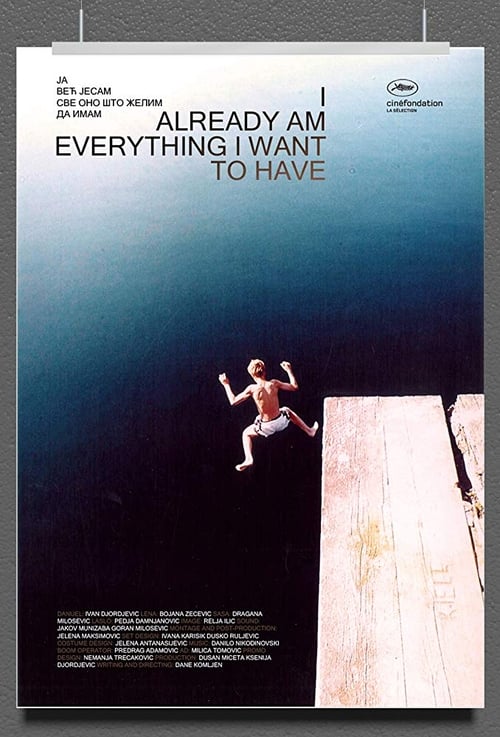 ЈА
ВЕЋ ЈЕСАМ
СВЕ ОНО ШТО ЖЕЛИМ
ДА ИМАМ
I
ALREADY AM
EVERYTHING I WANT
TO HAVE
cinéfondation
LA SÉLECTION
DANIJEL: IVAN DJORDJEVIC LENA: BOJANA ZECEVIC SASA: DRAGANA
MILOSEVIC LASLO: PEDJA DAMNJANOVIC IMAGE: RELJA ILIC SOUND:
JAKOV MUNIZABA GORAN MILOSEVIC MONTAGE AND POST-PRODUCTION:
JELENA MAKSIMOVIC SET DESIGN: IVANA KARISIK DUSKO RULJEVIC
COSTUME DESIGN: JELENA ANTANASIJEVIC MUSIC: DANILO NIKODINOVSKI
BOOM OPERATOR: PREDRAG ADAMOVIC AD: MILICA TOMOVIC PROMO
DESIGN: NEMANJA TRECAKOVIC PRODUCTION: DUSAN MICETA KSENIJA
DJORDJEVIC WRITING AND DIRECTING: DANE KOMLJEN